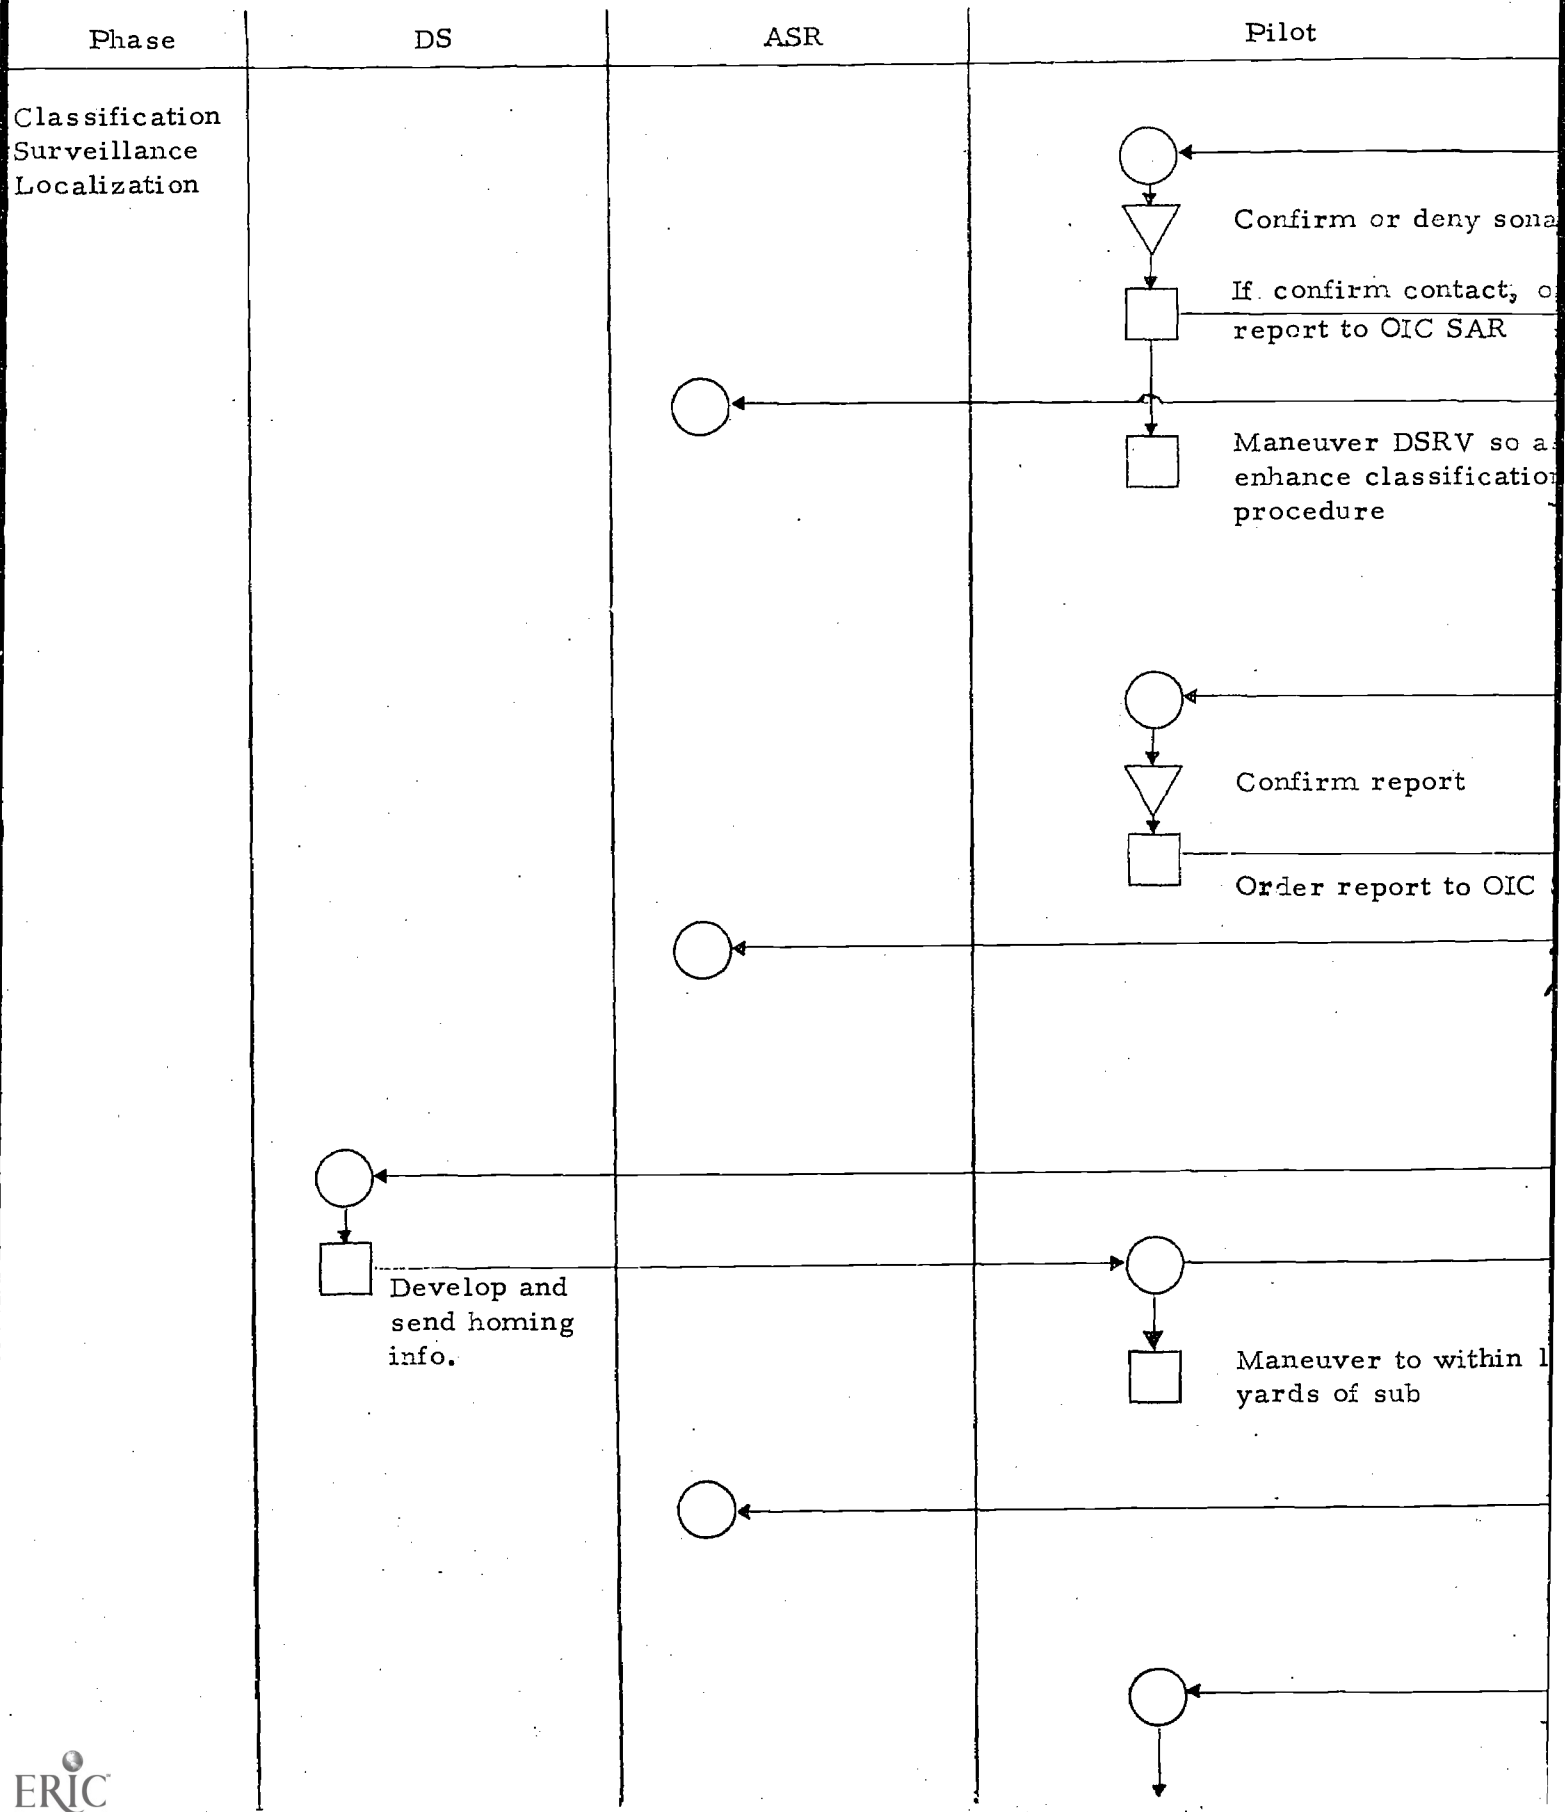 Phase DS ASR Pilot
Classification
Surveillance
Localization
Confirm or deny
If confirm contact,
report to OIC SAR
Maneuver DSRV so
enhance
procedure
Confirm report
Order report to OIC
Develop and
send homing
info.
Maneuver to within
yards of sub
ERIC